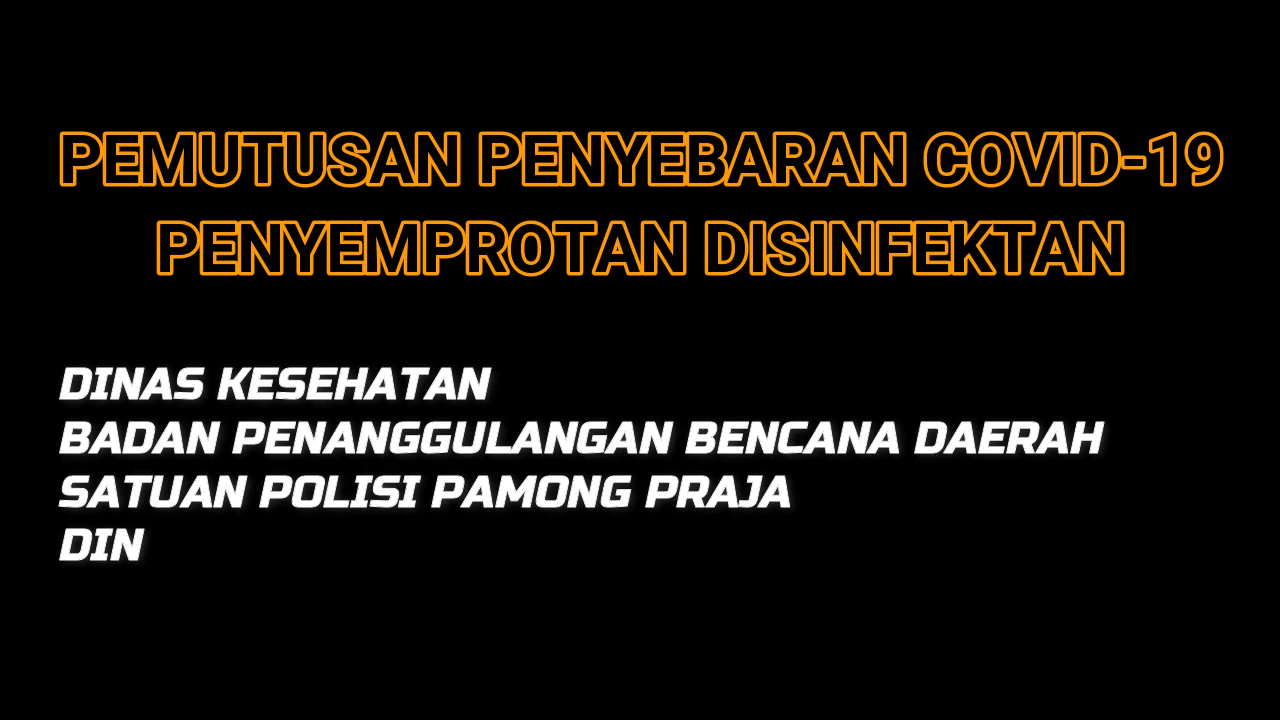 PEMUTUSAN PENYEBARAN COVID-19
PENYEMPROTAN DISINFEKTAN
DINAS KESEHATAN
BADAN PENANGGULANGAN BENCANA DAERAH
SATUAN POLISI PAMONG PRAJA
DIN